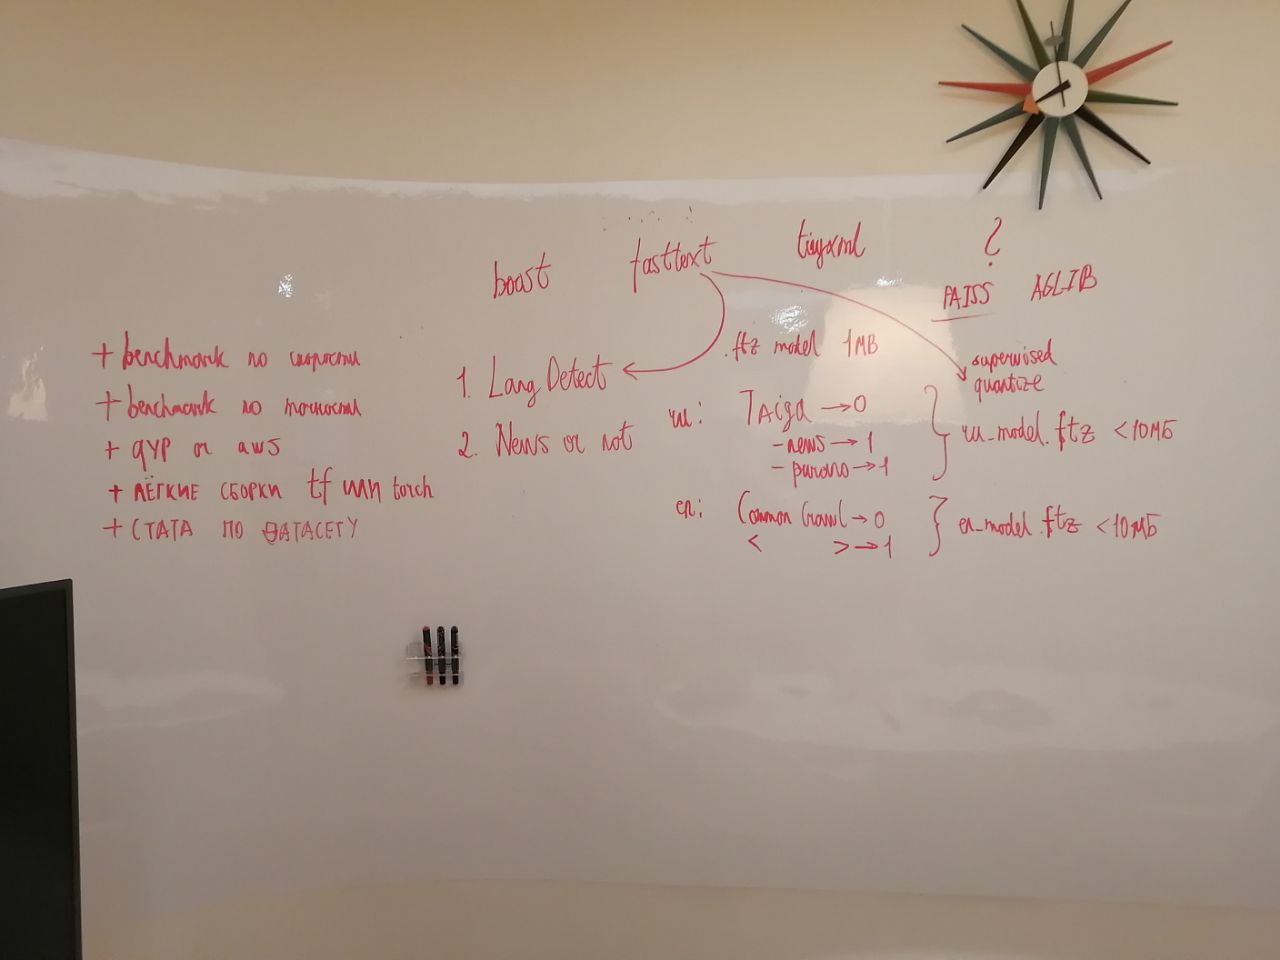 boost fasttext tinyxml ?
FAISS AGLIB
+ benchmark по скорости
+ benchmark по точности
+ gyp or aws
+ ЛЁГКИЕ СБОРКИ tf или torch
+ СТАТА ПО ДАТАСЕТУ
1. Lang Detect
2. News or not
.ftz model 1MB
supervised
quantize
ru: TAiga → 0
- news → 1
- > → 1
ru_model.ftz < 10МБ
en: Common Crawl → 0
< > → 1
en_model.ftz < 10МБ